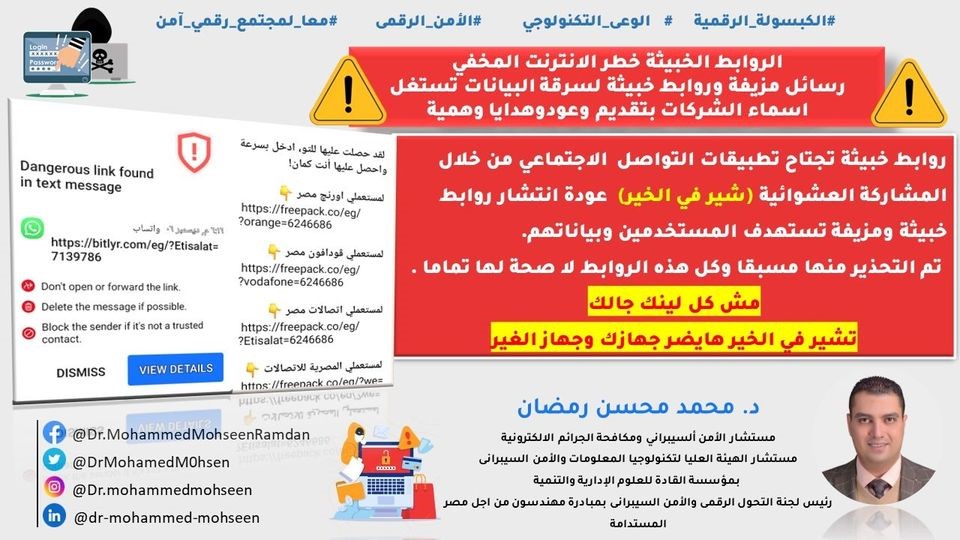 #الكبسولة_الرقمية # الوعى_التكنولوجي #الأمن_الرقمى #معا_لمجتمع_رقمي_آمن
Login
Password
الروابط الخبيثة خطر الانترنت المخفي
رسائل مزيفة وروابط خبيثة لسرقة البيانات تستغل
اسماء الشركات بتقديم وعودوهدايا وهمية
روابط خبيثة تجتاح تطبيقات التواصل الاجتماعي من خلال
المشاركة العشوائية (شير في الخير) عودة انتشار روابط
خبيثة ومزيفة تستهدف المستخدمين وبياناتهم.
تم التحذير منها مسبقا وكل هذه الروابط لا صحة لها تماما .
مش كل لينك جالك
تشير في الخير هايضر جهازك وجهاز الغير
Dangerous link found
in text message
واتساب ٠٦ ديسمبر ,م ٦:١٦
https://bitlyr.com/eg/?Etisalat=
7139786
Don't open or forward the link.
Delete the message if possible.
Block the sender if it's not a trusted
contact.
DISMISS
VIEW DETAILS
لقد حصلت عليها للتو، ادخل بسرعة
واحصل عليها أنت كمان!
لمستعملي اورنج مصر 👇
https://freepack.co/eg/
?orange=6246686
لمستعملي ڤودافون مصر 👇
https://freepack.co/eg/
?vodafone=6246686
لمستعملي اتصالات مصر 👇
https://freepack.co/eg/
?Etisalat=6246686
لمستعملي المصرية للاتصالات 👇
https://freepack.co/eg/?we=
د. محمد محسن رمضان
مستشار الأمن ألسيبراني ومكافحة الجرائم الالكترونية
مستشار الهيئة العليا لتكنولوجيا المعلومات والأمن السيبرانى
بمؤسسة القادة للعلوم الإدارية والتنمية
رئيس لجنة التحول الرقمى والأمن السيبرانى بمبادرة مهندسون من اجل مصر
المستدامة
@Dr.MohammedMohseenRamdan
@DrMohamedM0hsen
@Dr.mohammedmohseen
@dr-mohammed-mohseen